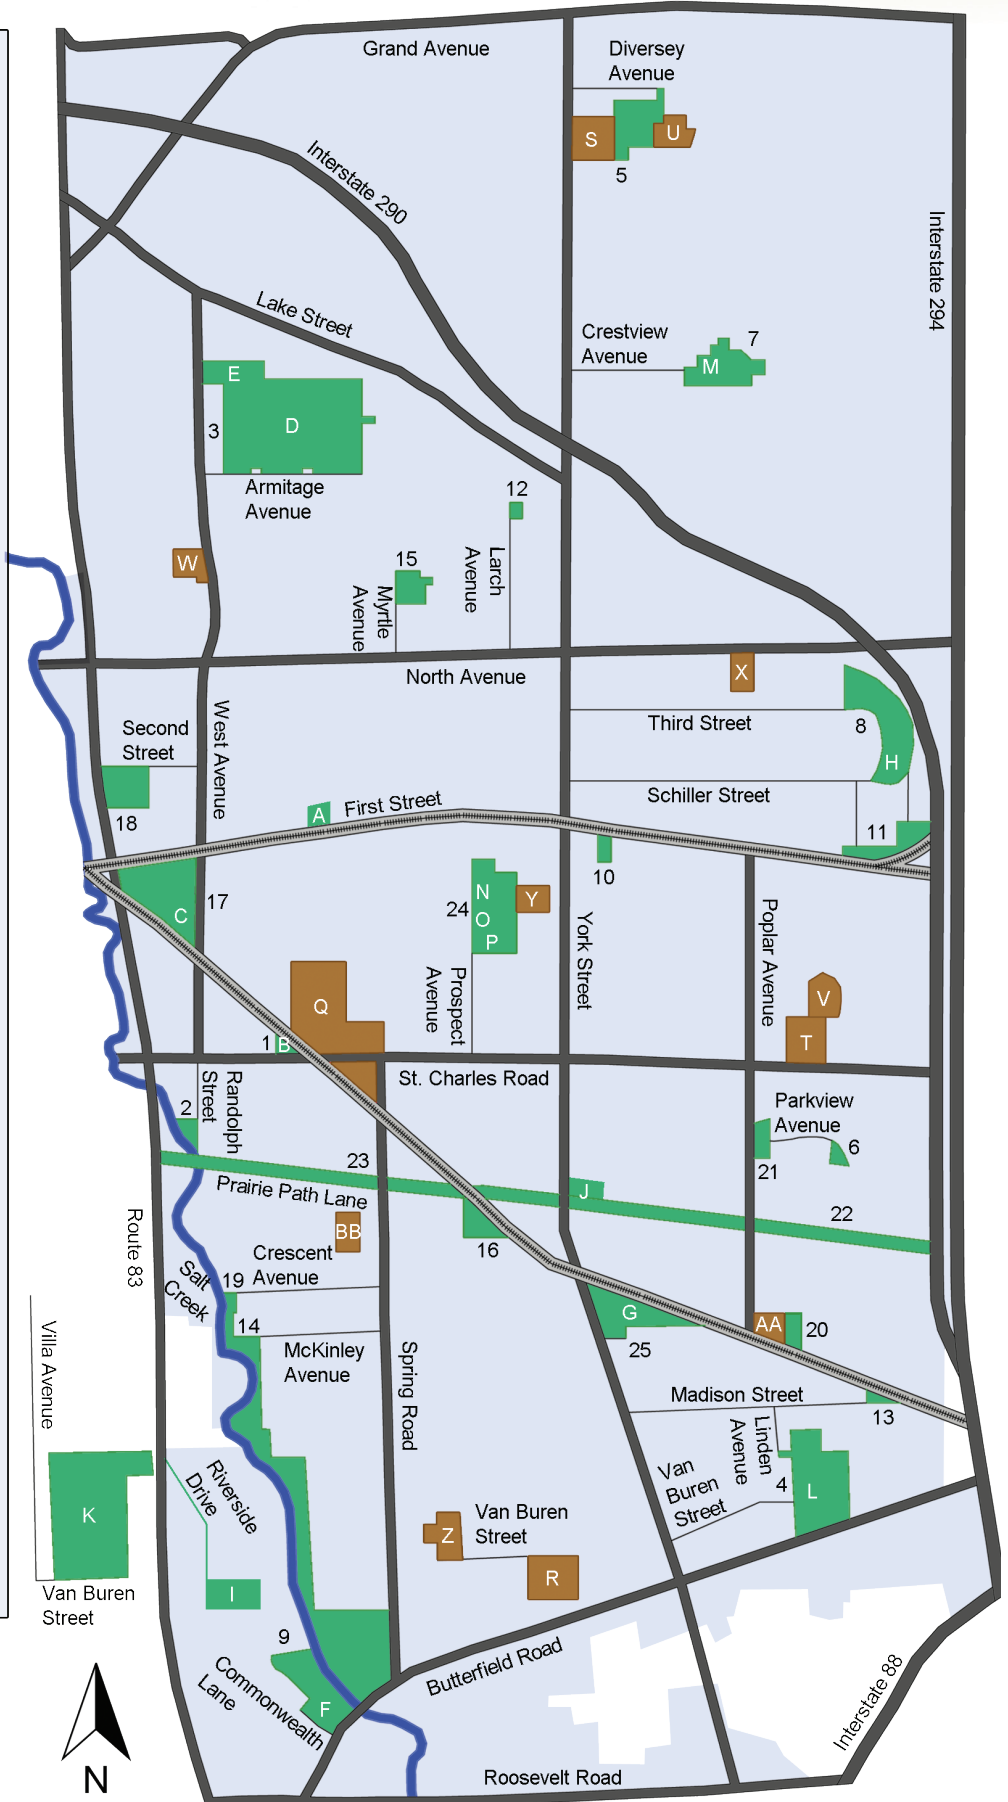 Grand Avenue
Diversey
Avenue
S
U
5
Interstate 290
Interstate 294
Lake Street
Crestview
Avenue
7
M
E
D
3
Armitage
Avenue
12
Larch
Avenue
15
Myrtle
Avenue
W
North Avenue
X
Third Street
8
H
Second
Street
West Avenue
18
Schiller Street
A
First Street
11
10
17
C
24
N
O
P
Y
York Street
Poplar Avenue
Prospect
Avenue
Q
V
T
1
B
St. Charles Road
Randolph
Street
2
Parkview
Avenue
6
21
23
Prairie Path Lane
J
22
Route 83
BB
16
Salt
Creek
19
Crescent
Avenue
14
McKinley
Avenue
G
25
AA
20
Villa Avenue
Spring Road
Madison Street
13
Linden
Avenue
Van
Buren
Street
4
L
K
Riverside
Drive
Van Buren
Street
Z
R
I
Van Buren
Street
9
Commonwealth
Lane
F
Butterfield Road
Interstate 88
N
Roosevelt Road